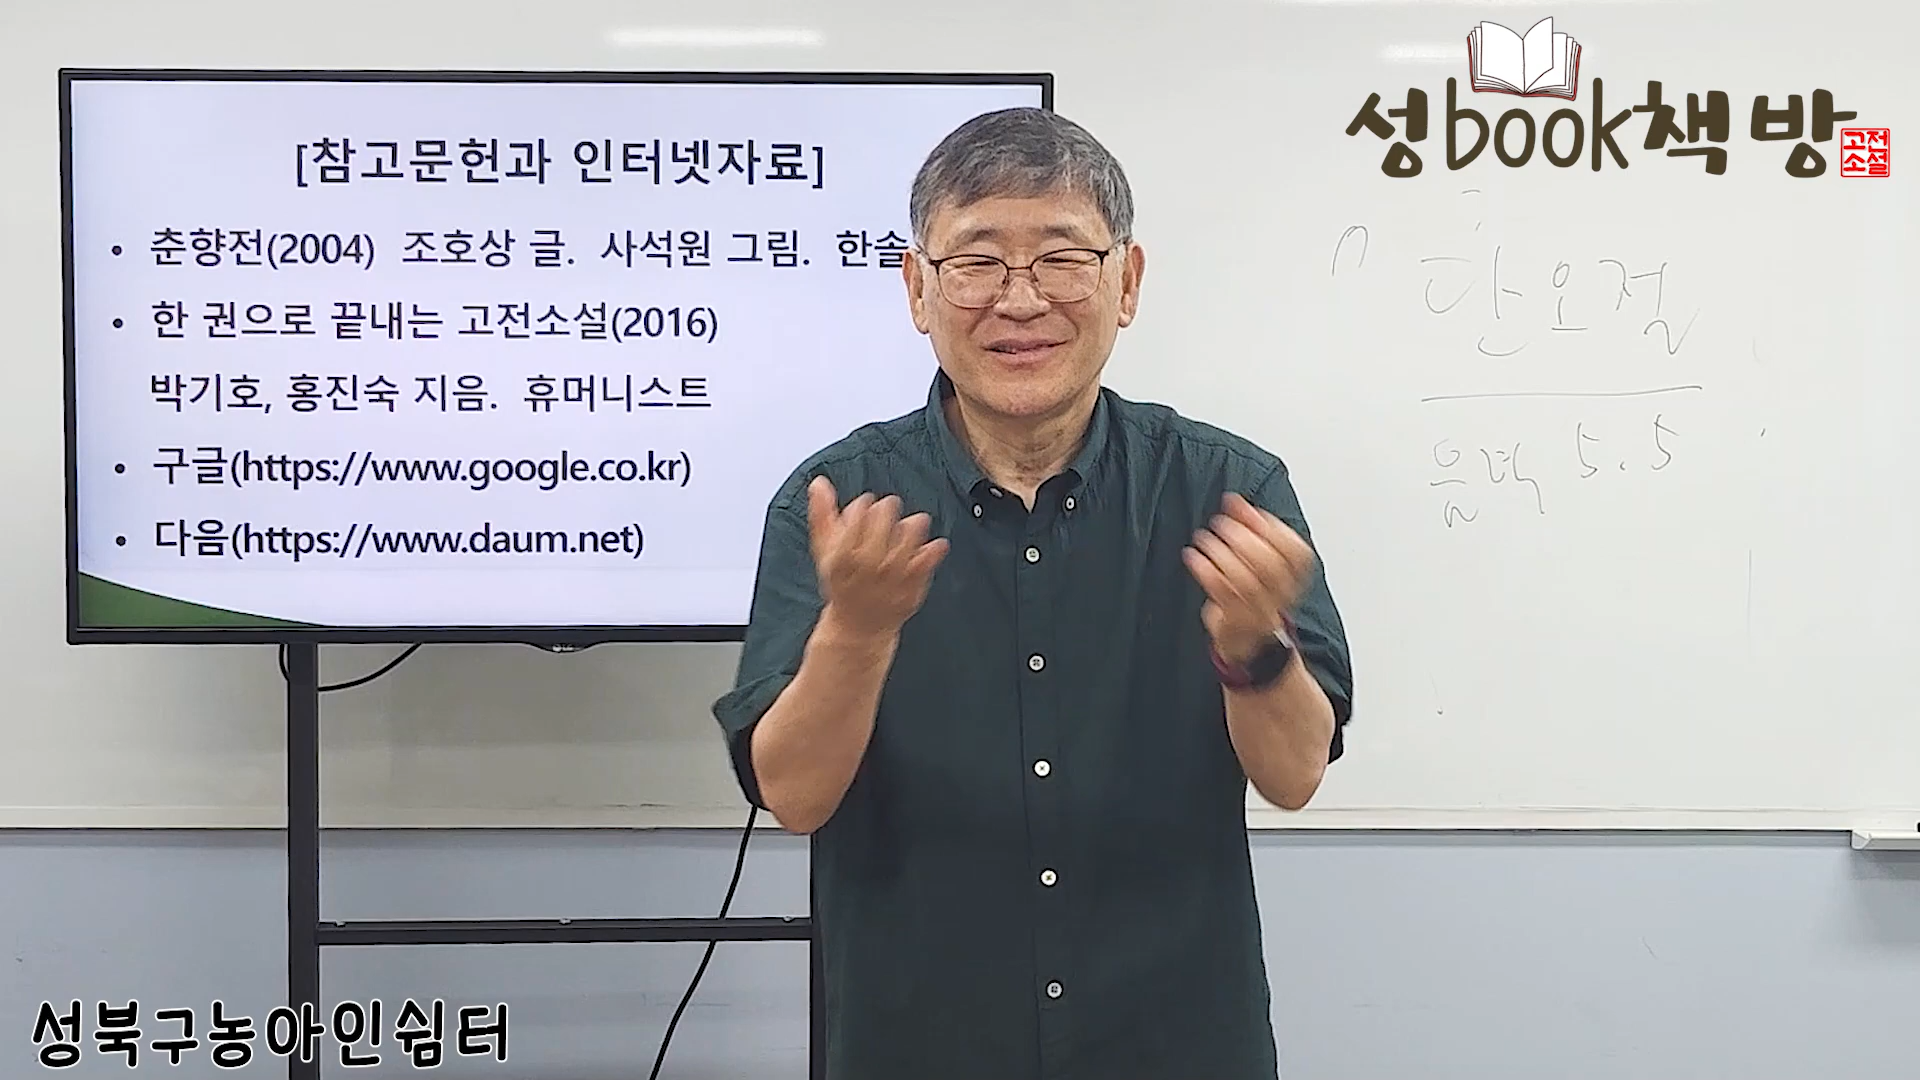 [참고문헌과 인터넷자료]
• 춘향전(2004) 조호상 글. 사석원 그림. 한솔
• 한 권으로 끝내는 고전소설(2016)
박기호, 홍진숙 지음. 휴머니스트
• 구글(https://www.google.co.kr)
• 다음(https://www.daum.net)
성book책방
고전
소설
단오절
음력 5.5
성북구농아인쉼터